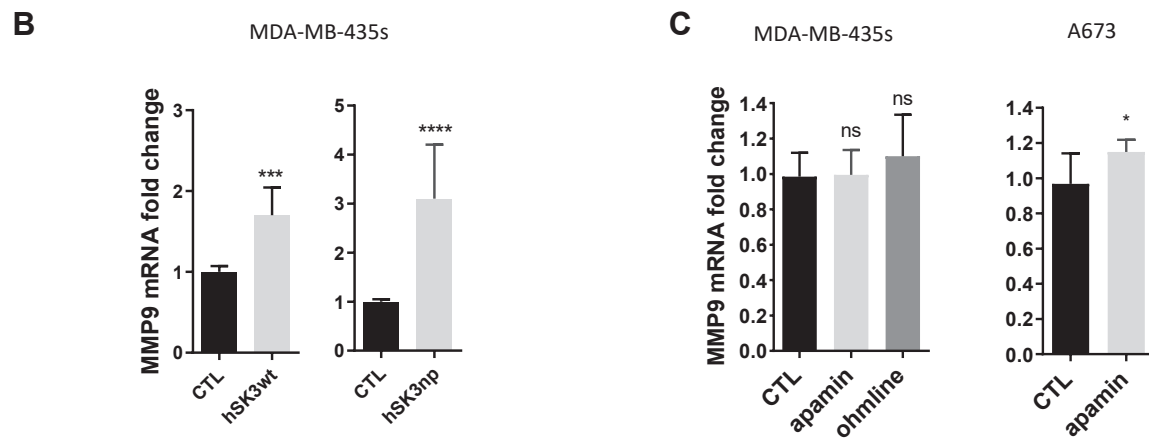 B
MDA-MB-435s
MMP9 mRNA fold change
3
2
1
0
***
CTL
hSK3wt
5
4
3
2
1
0
****
CTL
hSK3np
C
MDA-MB-435s
A673
MMP9 mRNA fold change
1.4
1.2
1.0
0.8
0.6
0.4
0.2
0.0
ns
ns
CTL
apamin
ohmline
1.4
1.2
1.0
0.8
0.6
0.4
0.2
0.0
*
CTL
apamin